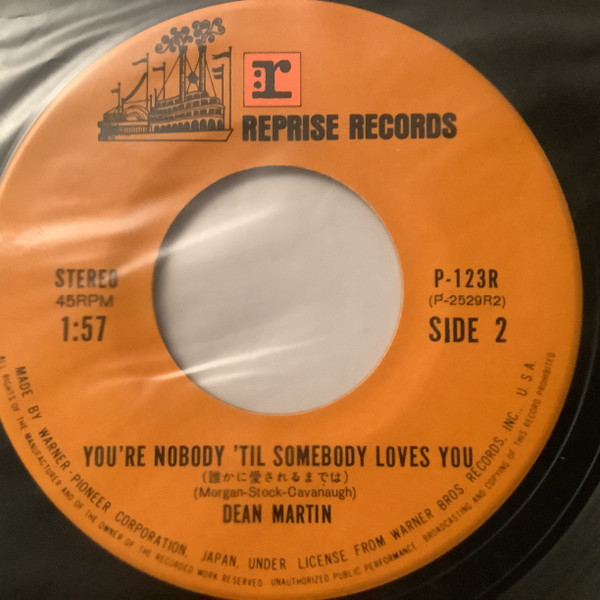 r
REPRISE RECORDS
STEREO
45RPM
1:57
P-123R
(P-2529R2)
SIDE 2
YOU'RE NOBODY 'TIL SOMEBODY LOVES YOU
(誰かに愛されるまでは)
(Morgan-Stock-Cavanaugh)
DEAN MARTIN
MADE BY WARNER-PIONEER CORPORATION, JAPAN, UNDER LICENSE FROM WARNER BROS. RECORDS, INC., U.S.A.
ALL RIGHTS OF THE MANUFACTURER AND OF THE OWNER OF THE RECORDED WORK RESERVED UNAUTHORIZED PUBLIC PERFORMANCE BROADCASTING AND COPYING OF THIS RECORD PROHIBITED